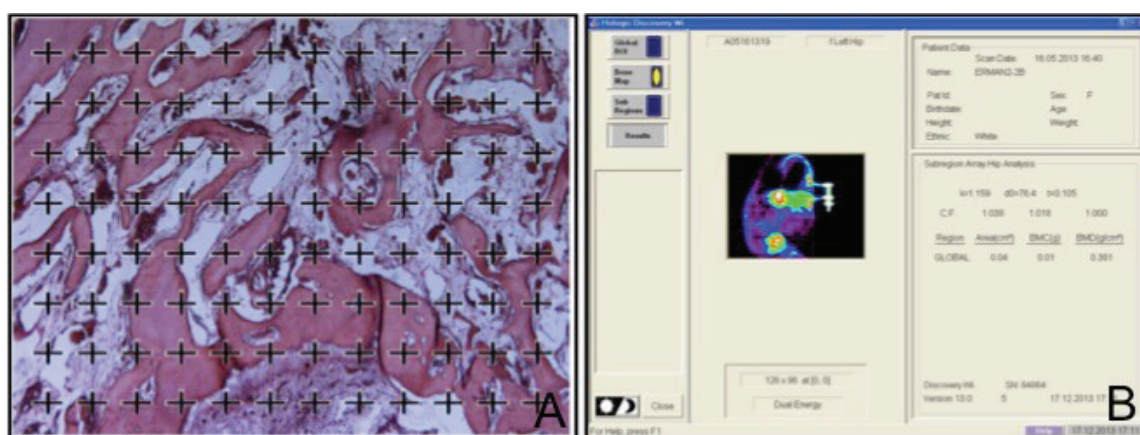 A
Hologic Discovery Wi
Global
ROI
Bone
Map
Sub
Regions
Results
Close
For Help, press F1
A05161319
f Left Hip
126 x 96 at [0, 0]
Dual Energy
Patient Data
Scan Date: 16.05.2013 16:40
Name: ERMAN2-2B
Pat Id: Sex: F
Birthdate: Age:
Height: Weight:
Ethnic: White
Subregion Array Hip Analysis
k=1.159 d0=76.4 t=0.105
C.F. 1.038 1.018 1.000
Region Area(cm²) BMC(g) BMD(g/cm²)
GLOBAL 0.04 0.01 0.381
Discovery Wi SN: 84864
Version 13.0 5 17.12.2013 17
B
Help 17.12.2013 17:11